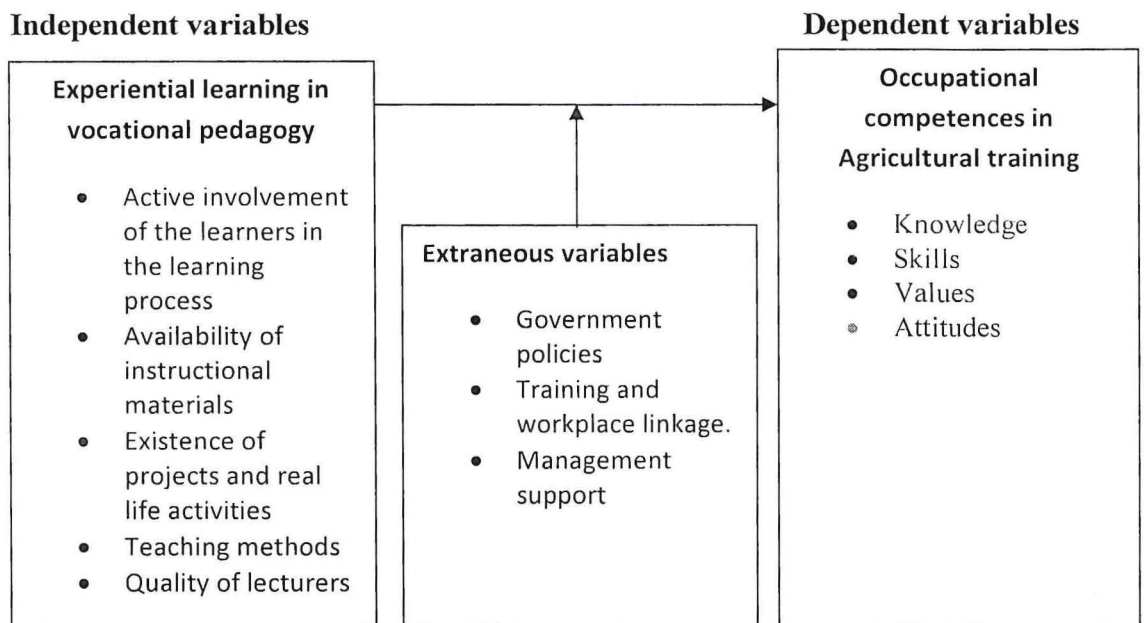 Independent variables
Dependent variables
Experiential learning in
vocational pedagogy
• Active involvement
of the learners in
the learning
process
• Availability of
instructional
materials
• Existence of
projects and real
life activities
• Teaching methods
• Quality of lecturers
Extraneous variables
• Government
policies
• Training and
workplace linkage.
• Management
support
Occupational
competences in
Agricultural training
• Knowledge
• Skills
• Values
• Attitudes